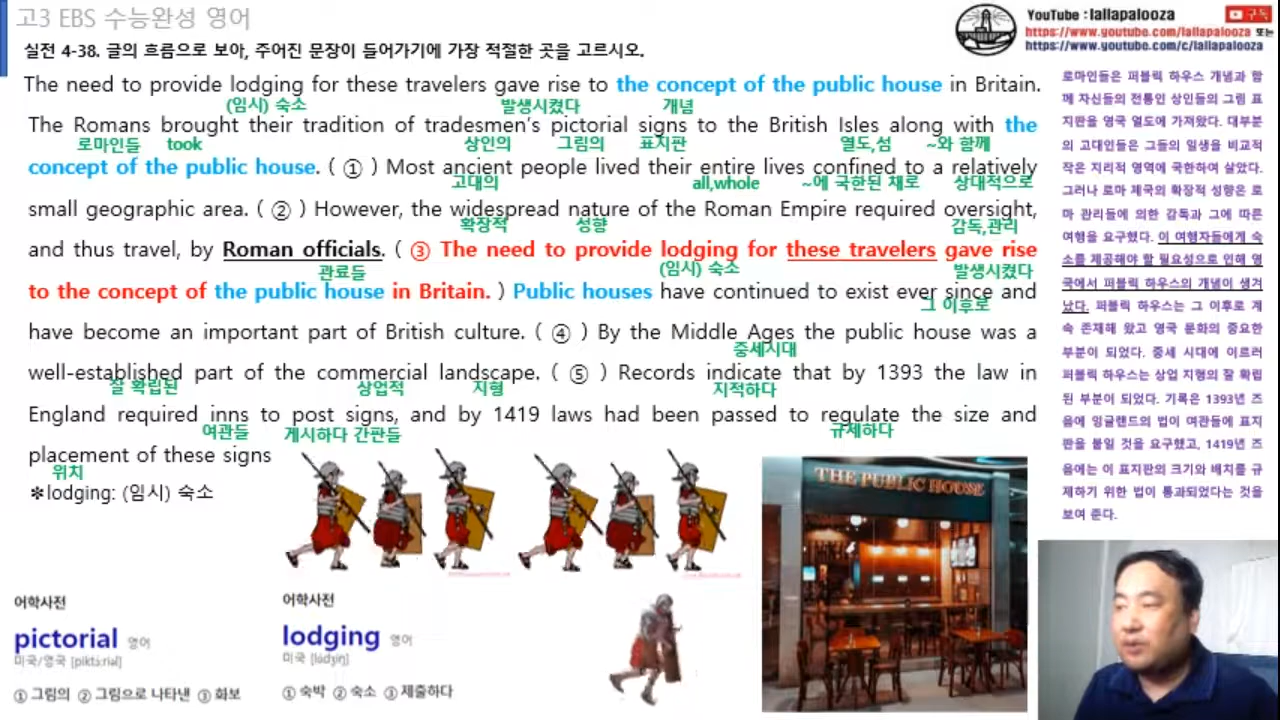 고3 EBS 수능완성 영어
YouTube : lallapalooza
구독
https://www.youtube.com/lallapalooza 또는
https://www.youtube.com/c/lallapalooza
실전 4-38. 글의 흐름으로 보아, 주어진 문장이 들어가기에 가장 적절한 곳을 고르시오.
The need to provide lodging for these travelers gave rise to the concept of the public house in Britain.
(임시) 숙소 발생시켰다 개념
The Romans brought their tradition of tradesmen's pictorial signs to the British Isles along with the
로마인들 took 상인의 그림의 표지판 열도,섬 ~와 함께
concept of the public house. ( ① ) Most ancient people lived their entire lives confined to a relatively
고대의 all,whole ~에 국한된 채로 상대적으로
small geographic area. ( ② ) However, the widespread nature of the Roman Empire required oversight,
확장적 성향 감독,관리
and thus travel, by Roman officials. ( ③ The need to provide lodging for these travelers gave rise
관료들 (임시) 숙소 발생시켰다
to the concept of the public house in Britain. ) Public houses have continued to exist ever since and
그 이후로
have become an important part of British culture. ( ④ ) By the Middle Ages the public house was a
중세시대
well-established part of the commercial landscape. ( ⑤ ) Records indicate that by 1393 the law in
잘 확립된 상업적 지형 지적하다
England required inns to post signs, and by 1419 laws had been passed to regulate the size and
여관들 게시하다 간판들 규제하다
placement of these signs
위치
*lodging: (임시) 숙소
로마인들은 퍼블릭 하우스 개념과 함
께 자신들의 전통인 상인들의 그림 표
지판을 영국 열도에 가져왔다. 대부분
의 고대인들은 그들의 일생을 비교적
작은 지리적 영역에 국한하여 살았다.
그러나 로마 제국의 확장적 성향은 로
마 관리들에 의한 감독과 그에 따른
여행을 요구했다. 이 여행자들에게 숙
소를 제공해야 할 필요성으로 인해 영
국에서 퍼블릭 하우스의 개념이 생겨
났다. 퍼블릭 하우스는 그 이후로 계
속 존재해 왔고 영국 문화의 중요한
부분이 되었다. 중세 시대에 이르러
퍼블릭 하우스는 상업 지형의 잘 확립
된 부분이 되었다. 기록은 1393년 즈
음에 잉글랜드의 법이 여관들에 표지
판을 붙일 것을 요구했고, 1419년 즈
음에는 이 표지판의 크기와 배치를 규
제하기 위한 법이 통과되었다는 것을
보여 준다.
THE PUBLIC HOUSE
어학사전
pictorial 영어
미국/영국 [piktɔ:riəl]
① 그림의 ② 그림으로 나타낸 ③ 화보
어학사전
lodging 영어
미국 [lɑ́dʒiŋ]
① 숙박 ② 숙소 ③ 제출하다